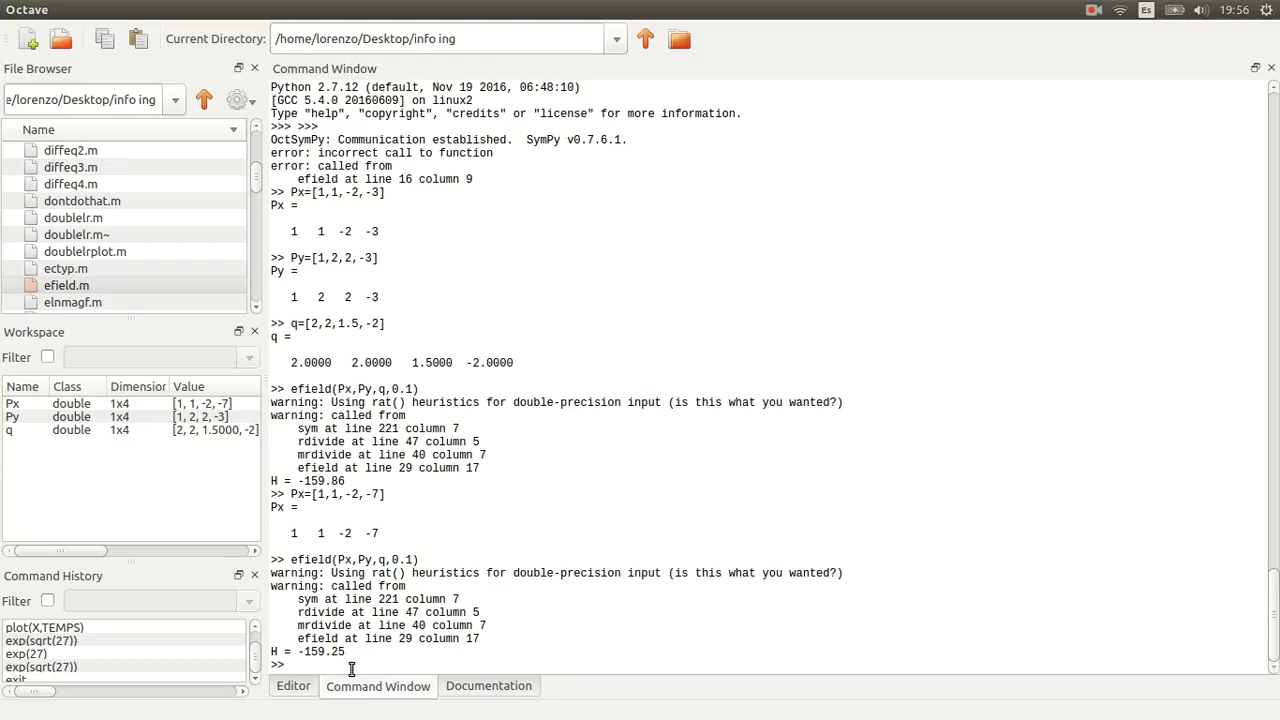 Octave
Es
19:56
Current Directory:
/home/lorenzo/Desktop/info ing
File Browser
e/lorenzo/Desktop/info ing
Name
diffeq2.m
diffeq3.m
diffeq4.m
dontdothat.m
doublelr.m
doublelr.m~
doublelrplot.m
ectyp.m
efield.m
elnmagf.m
Workspace
Filter
Name Class Dimension Value
Px double 1x4 [1, 1, -2, -7]
Py double 1x4 [1, 2, 2, -3]
q double 1x4 [2, 2, 1.5000, -2]
Command History
Filter
plot(X,TEMPS)
exp(sqrt(27))
exp(27)
exp(sqrt(27))
exit
Command Window
Python 2.7.12 (default, Nov 19 2016, 06:48:10)
[GCC 5.4.0 20160609] on linux2
Type "help", "copyright", "credits" or "license" for more information.
>>> >>>
OctSymPy: Communication established.  SymPy v0.7.6.1.
error: incorrect call to function
error: called from
efield at line 16 column 9
>> Px=[1,1,-2,-3]
Px =
1 1 -2 -3
>> Py=[1,2,2,-3]
Py =
1 2 2 -3
>> q=[2,2,1.5,-2]
q =
2.0000 2.0000 1.5000 -2.0000
>> efield(Px,Py,q,0.1)
warning: Using rat() heuristics for double-precision input (is this what you wanted?)
warning: called from
sym at line 221 column 7
rdivide at line 47 column 5
mrdivide at line 40 column 7
efield at line 29 column 17
H = -159.86
>> Px=[1,1,-2,-7]
Px =
1 1 -2 -7
>> efield(Px,Py,q,0.1)
warning: Using rat() heuristics for double-precision input (is this what you wanted?)
warning: called from
sym at line 221 column 7
rdivide at line 47 column 5
mrdivide at line 40 column 7
efield at line 29 column 17
H = -159.25
>>
Editor
Command Window
Documentation